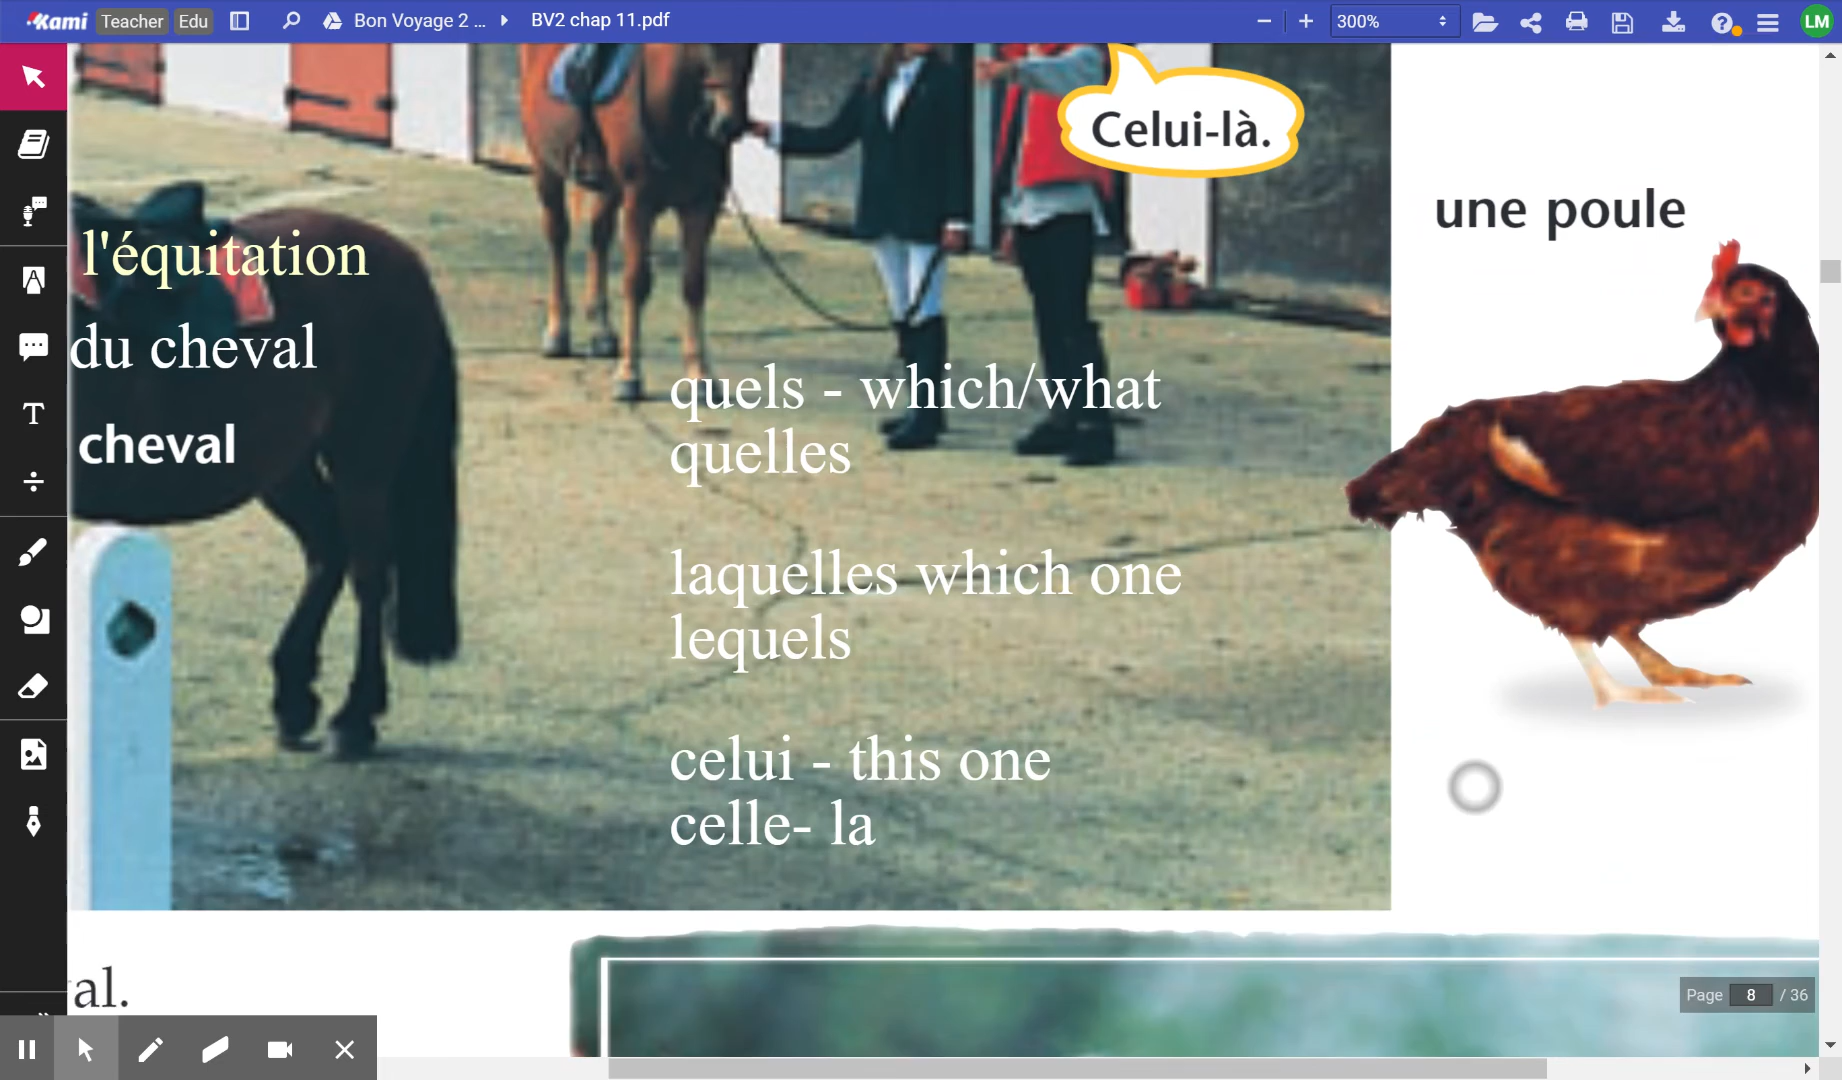 Kami Teacher Edu Bon Voyage 2 ... BV2 chap 11.pdf 300% LM
Celui-là.
une poule
l'équitation
du cheval
cheval
quels - which/what
quelles
laquelles which one
lequels
celui - this one
celle- la
al.
Page 8 / 36